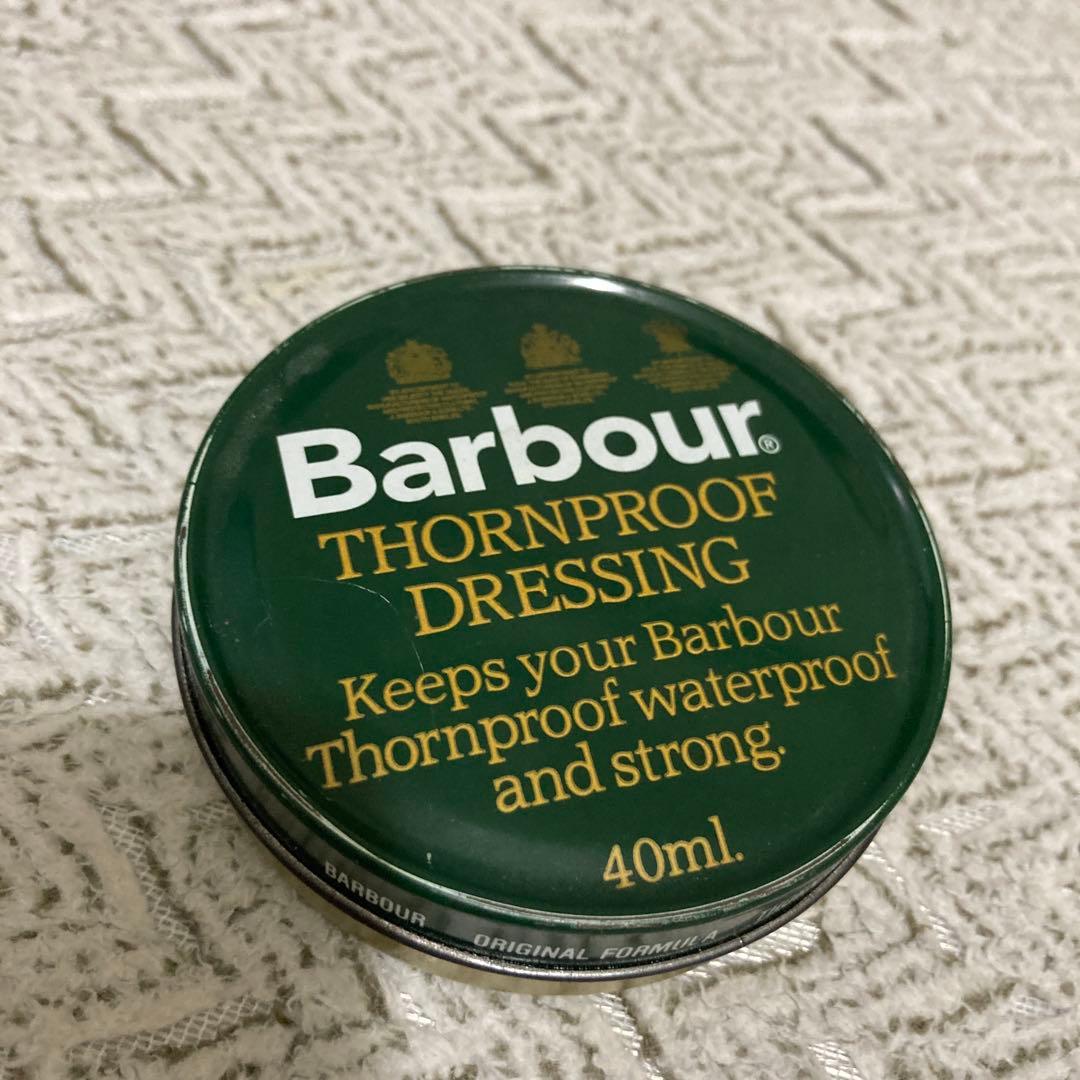 Barbour®
THORNPROOF
DRESSING
Keeps your Barbour
Thornproof waterproof
and strong.
40ml.
BARBOUR ORIGINAL FORMULA